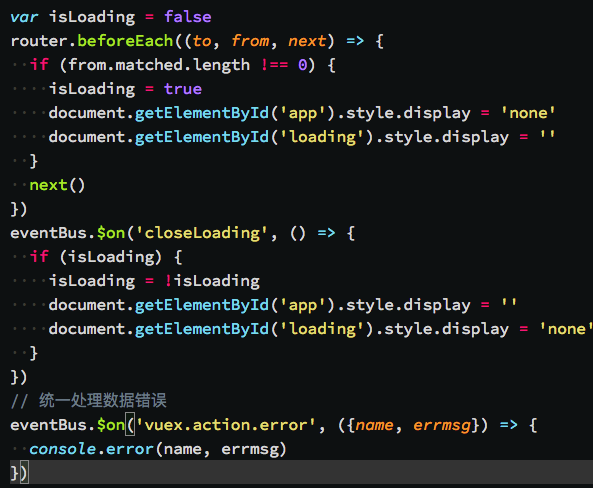 var isLoading = false
router.beforeEach((to, from, next) => {
  if (from.matched.length !== 0) {
    isLoading = true
    document.getElementById('app').style.display = 'none'
    document.getElementById('loading').style.display = ''
  }
  next()
})
eventBus.$on('closeLoading', () => {
  if (isLoading) {
    isLoading = !isLoading
    document.getElementById('app').style.display = ''
    document.getElementById('loading').style.display = 'none'
  }
})
// 统一处理数据错误
eventBus.$on('vuex.action.error', ({name, errmsg}) => {
  console.error(name, errmsg)
})